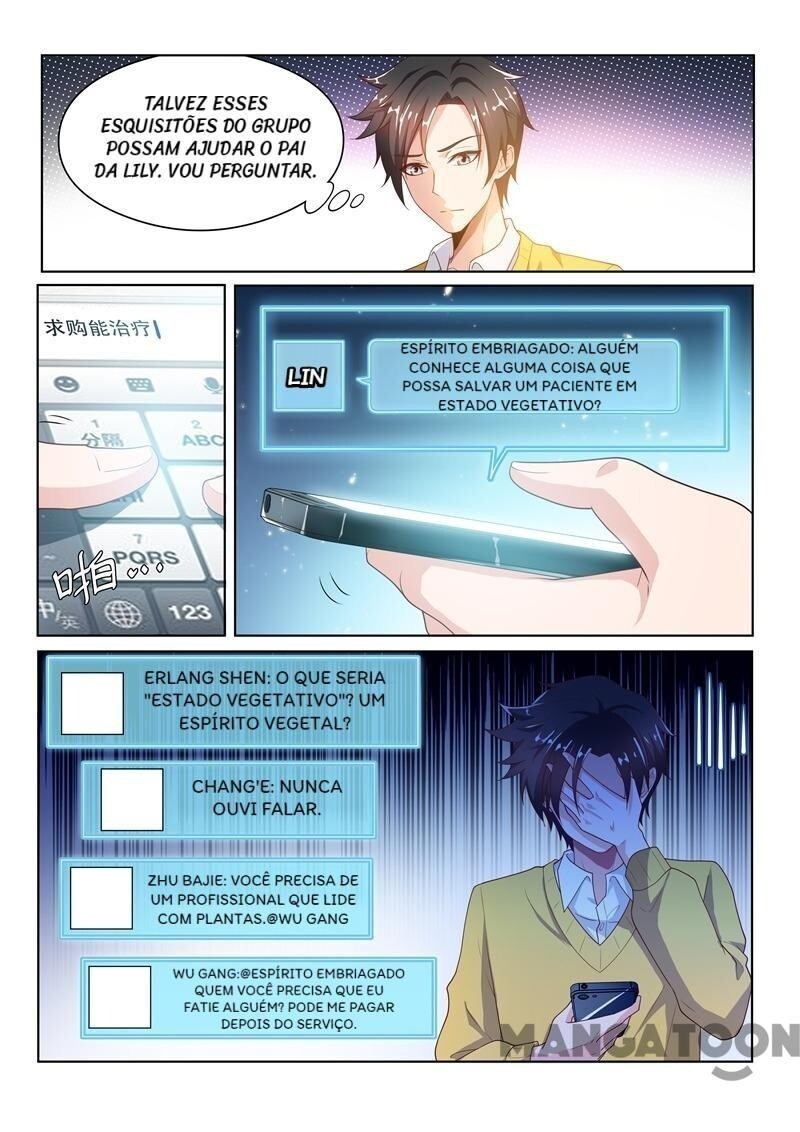 TALVEZ ESSES
ESQUISITÕES DO GRUPO
POSSAM AJUDAR O PAI
DA LILY. VOU PERGUNTAR.
求购能治疗
1
分隔
2
ABC
7
PQRS
中/英
123
啪
LIN
ESPÍRITO EMBRIAGADO: ALGUÉM
CONHECE ALGUMA COISA QUE
POSSA SALVAR UM PACIENTE EM
ESTADO VEGETATIVO?
ERLANG SHEN: O QUE SERIA
"ESTADO VEGETATIVO"? UM
ESPÍRITO VEGETAL?
CHANG'E: NUNCA
OUVI FALAR.
ZHU BAJIE: VOCÊ PRECISA DE
UM PROFISSIONAL QUE LIDE
COM PLANTAS.@WU GANG
WU GANG:@ESPÍRITO EMBRIAGADO
QUEM VOCÊ PRECISA QUE EU
FATIE ALGUÉM? PODE ME PAGAR
DEPOIS DO SERVIÇO.
MANGATOON